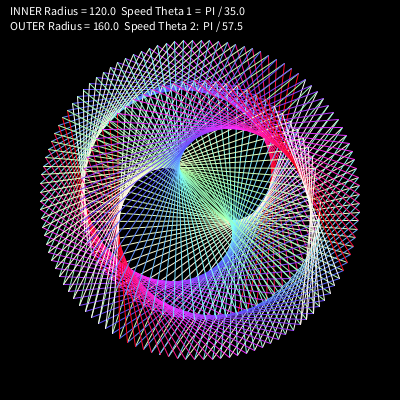 INNER Radius = 120.0 Speed Theta 1 = PI / 35.0
OUTER Radius = 160.0 Speed Theta 2: PI / 57.5